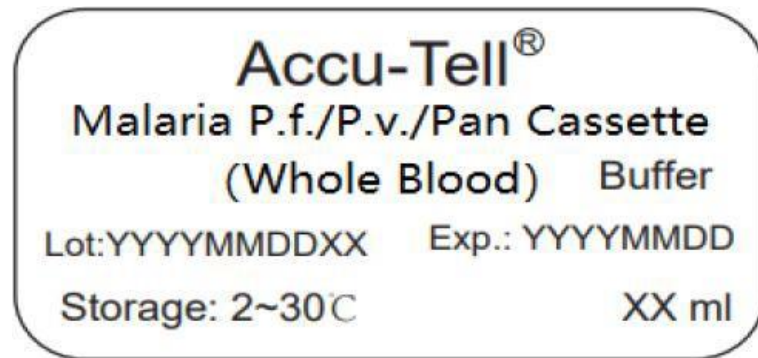 Accu-Tell®
Malaria P.f./P.v./Pan Cassette
(Whole Blood) Buffer
Lot:YYYYMMDDXX Exp.: YYYYMMDD
Storage: 2~30℃ XX ml